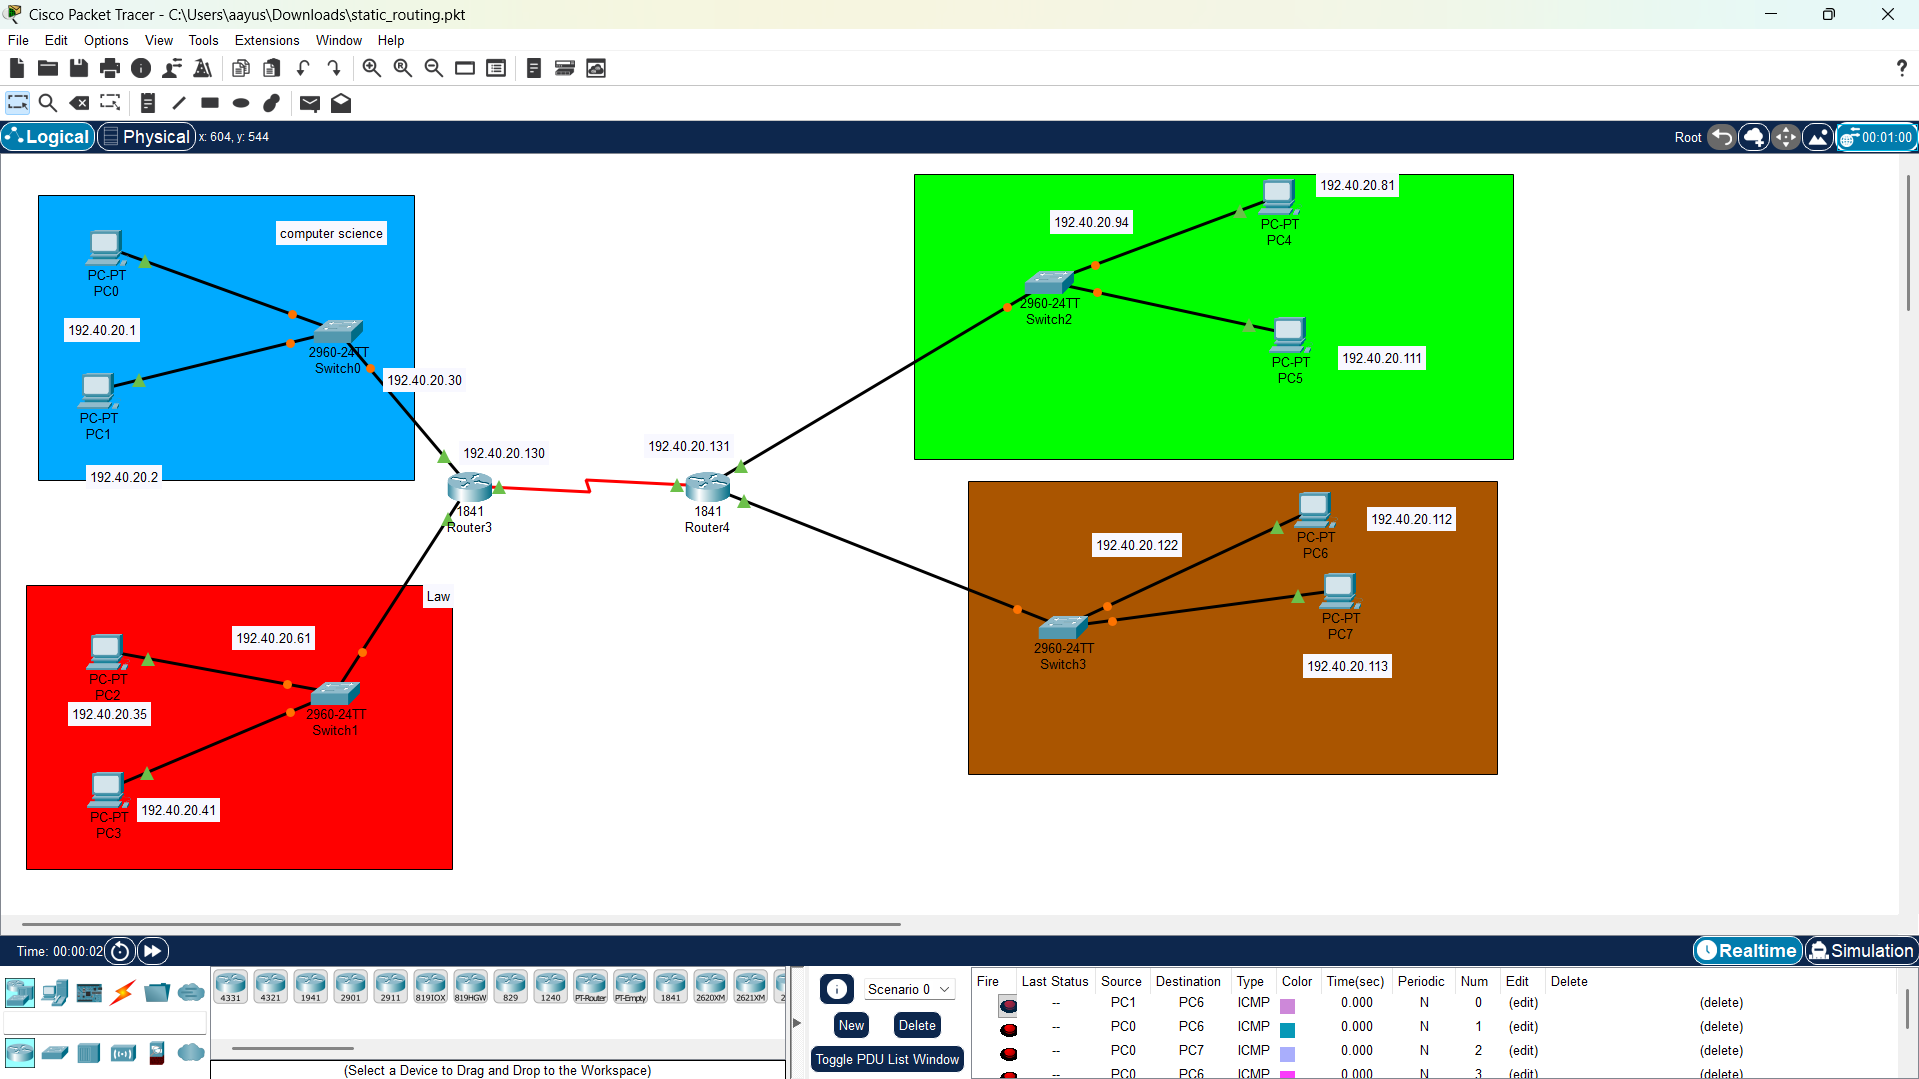 Cisco Packet Tracer - C:\Users\aayus\Downloads\static_routing.pkt
File Edit Options View Tools Extensions Window Help
?
Logical Physical x: 604, y: 544 Root 00:01:00
computer science
PC-PT
PC0
192.40.20.1
2960-24TT
Switch0
192.40.20.30
PC-PT
PC1
192.40.20.2
192.40.20.130
1841
Router3
192.40.20.131
1841
Router4
192.40.20.81
192.40.20.94
PC-PT
PC4
2960-24TT
Switch2
PC-PT
PC5
192.40.20.111
192.40.20.112
192.40.20.122
PC-PT
PC6
PC-PT
PC7
2960-24TT
Switch3
192.40.20.113
Law
192.40.20.61
PC-PT
PC2
192.40.20.35
2960-24TT
Switch1
PC-PT
PC3
192.40.20.41
Time: 00:00:02 Realtime Simulation
4331 4321 1941 2901 2911 819IOX 819HGW 829 1240 PT-Router PT-Empty 1841 2620XM 2621XM 2
(Select a Device to Drag and Drop to the Workspace)
Scenario 0
New Delete
Toggle PDU List Window
Fire Last Status Source Destination Type Color Time(sec) Periodic Num Edit Delete
-- PC1 PC6 ICMP 0.000 N 0 (edit) (delete)
-- PC0 PC6 ICMP 0.000 N 1 (edit) (delete)
-- PC0 PC7 ICMP 0.000 N 2 (edit) (delete)
-- PC0 PC6 ICMP 0.000 N 3 (edit) (delete)